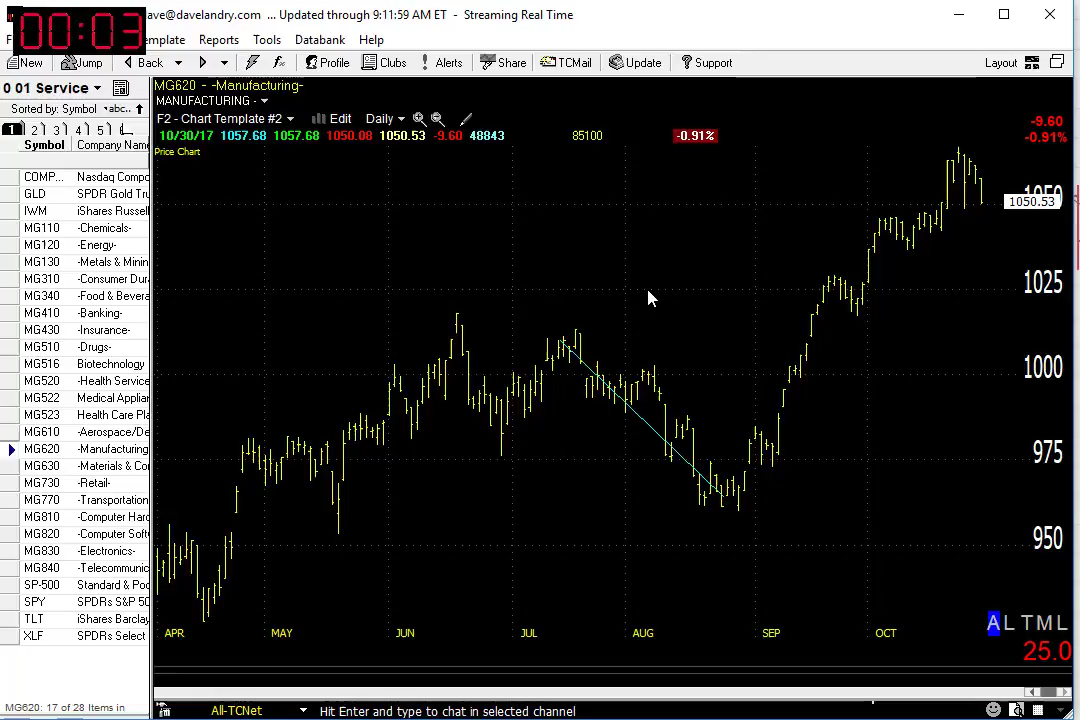 ave@davelandry.com ... Updated through 9:11:59 AM ET - Streaming Real Time
00:03
emplate Reports Tools Databank Help
New Jump Back Profile Clubs Alerts Share TCMail Update Support Layout
0 01 Service
Sorted by: Symbol abc..
1 2 3 4 5
Symbol Company Name
COMP... Nasdaq Compo
GLD SPDR Gold Tru
IWM iShares Russell
MG110 -Chemicals-
MG120 -Energy-
MG130 -Metals & Minin
MG310 -Consumer Dura
MG340 -Food & Bevera
MG410 -Banking-
MG430 -Insurance-
MG510 -Drugs-
MG516 Biotechnology
MG520 -Health Service
MG522 Medical Applian
MG523 Health Care Pla
MG610 -Aerospace/De
MG620 -Manufacturing
MG630 -Materials & Co
MG730 -Retail-
MG770 -Transportation
MG810 -Computer Hard
MG820 -Computer Soft
MG830 -Electronics-
MG840 -Telecommunic
SP-500 Standard & Poo
SPY SPDRs S&P 50
TLT iShares Barclay
XLF SPDRs Select
MG620: 17 of 28 Items in
MG620 - -Manufacturing-
MANUFACTURING -
F2 - Chart Template #2 Edit Daily
10/30/17 1057.68 1057.68 1050.08 1050.53 -9.60 48843 85100 -0.91%
Price Chart
-9.60
-0.91%
1050
1050.53
1025
1000
975
950
APR MAY JUN JUL AUG SEP OCT
A L T M L
25.0
All-TCNet Hit Enter and type to chat in selected channel